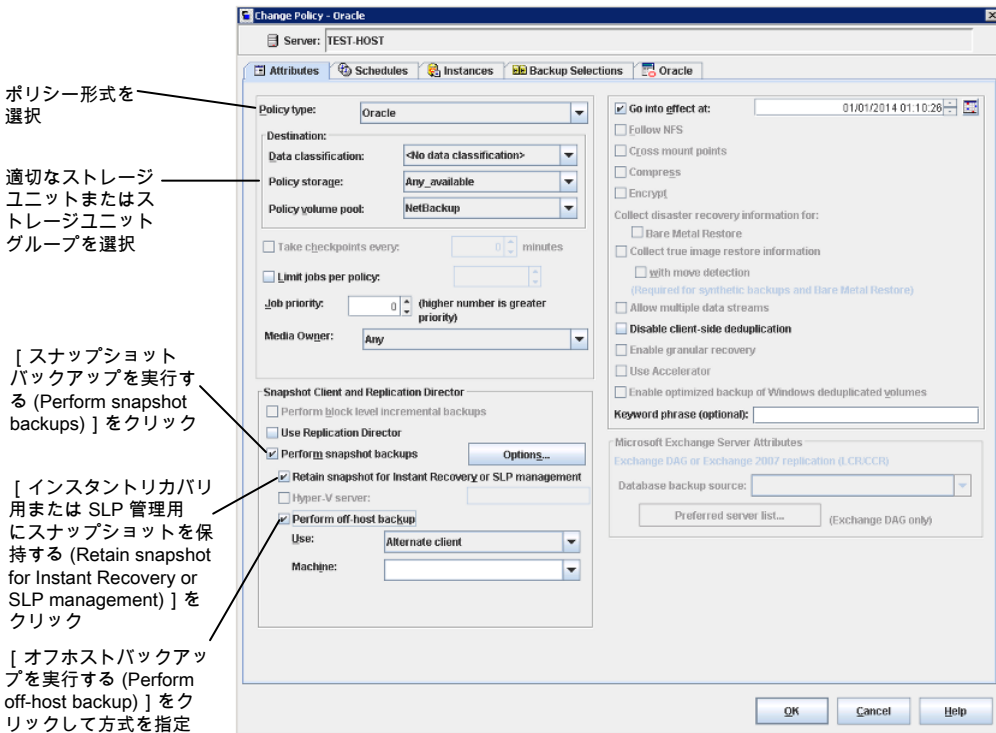 Change Policy - Oracle
Server: TEST-HOST
Attributes Schedules Instances Backup Selections Oracle
ポリシー形式を
選択
適切なストレージ
ユニットまたはス
トレージユニット
グループを選択
[ スナップショット
バックアップを実行す
る (Perform snapshot
backups) ] をクリック
[ インスタントリカバリ
用または SLP 管理用
にスナップショットを保
持する (Retain snapshot
for Instant Recovery or
SLP management) ] を
クリック
[ オフホストバックアッ
プを実行する (Perform
off-host backup) ] をク
リックして方式を指定
Policy type: Oracle
Destination:
Data classification: <No data classification>
Policy storage: Any_available
Policy volume pool: NetBackup
Take checkpoints every: 0 minutes
Limit jobs per policy:
Job priority: 0 (higher number is greater
priority)
Media Owner: Any
Snapshot Client and Replication Director
Perform block level incremental backups
Use Replication Director
Perform snapshot backups Options...
Retain snapshot for Instant Recovery or SLP management
Hyper-V server:
Perform off-host backup
Use: Alternate client
Machine:
Go into effect at: 01/01/2014 01:10:26
Follow NFS
Cross mount points
Compress
Encrypt
Collect disaster recovery information for:
Bare Metal Restore
Collect true image restore information
with move detection
(Required for synthetic backups and Bare Metal Restore)
Allow multiple data streams
Disable client-side deduplication
Enable granular recovery
Use Accelerator
Enable optimized backup of Windows deduplicated volumes
Keyword phrase (optional):
Microsoft Exchange Server Attributes
Exchange DAG or Exchange 2007 replication (LCR/CCR)
Database backup source:
Preferred server list... (Exchange DAG only)
OK Cancel Help